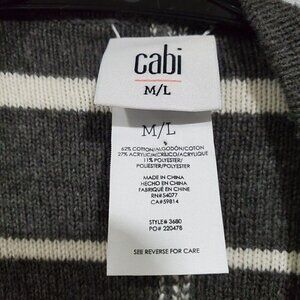 cabi
M/L
M/L
62% COTTON/ALGODÓN/COTON
27% ACRYLIC/ACRÍLICO/ACRYLIQUE
11% POLYESTER/
POLIÉSTER/POLYESTER
MADE IN CHINA
HECHO EN CHINA
FABRIQUÉ EN CHINE
RN#54077
CA#59814
STYLE# 3680
PO# 220478
SEE REVERSE FOR CARE